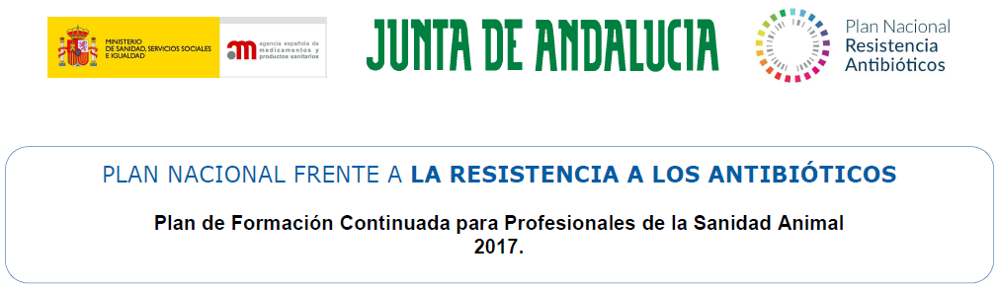 MINISTERIO
DE SANIDAD, SERVICIOS SOCIALES
E IGUALDAD
agencia española de
medicamentos y
productos sanitarios
JUNTA DE ANDALUCIA
Plan Nacional
Resistencia
Antibióticos
PLAN NACIONAL FRENTE A LA RESISTENCIA A LOS ANTIBIÓTICOS
Plan de Formación Continuada para Profesionales de la Sanidad Animal
2017.